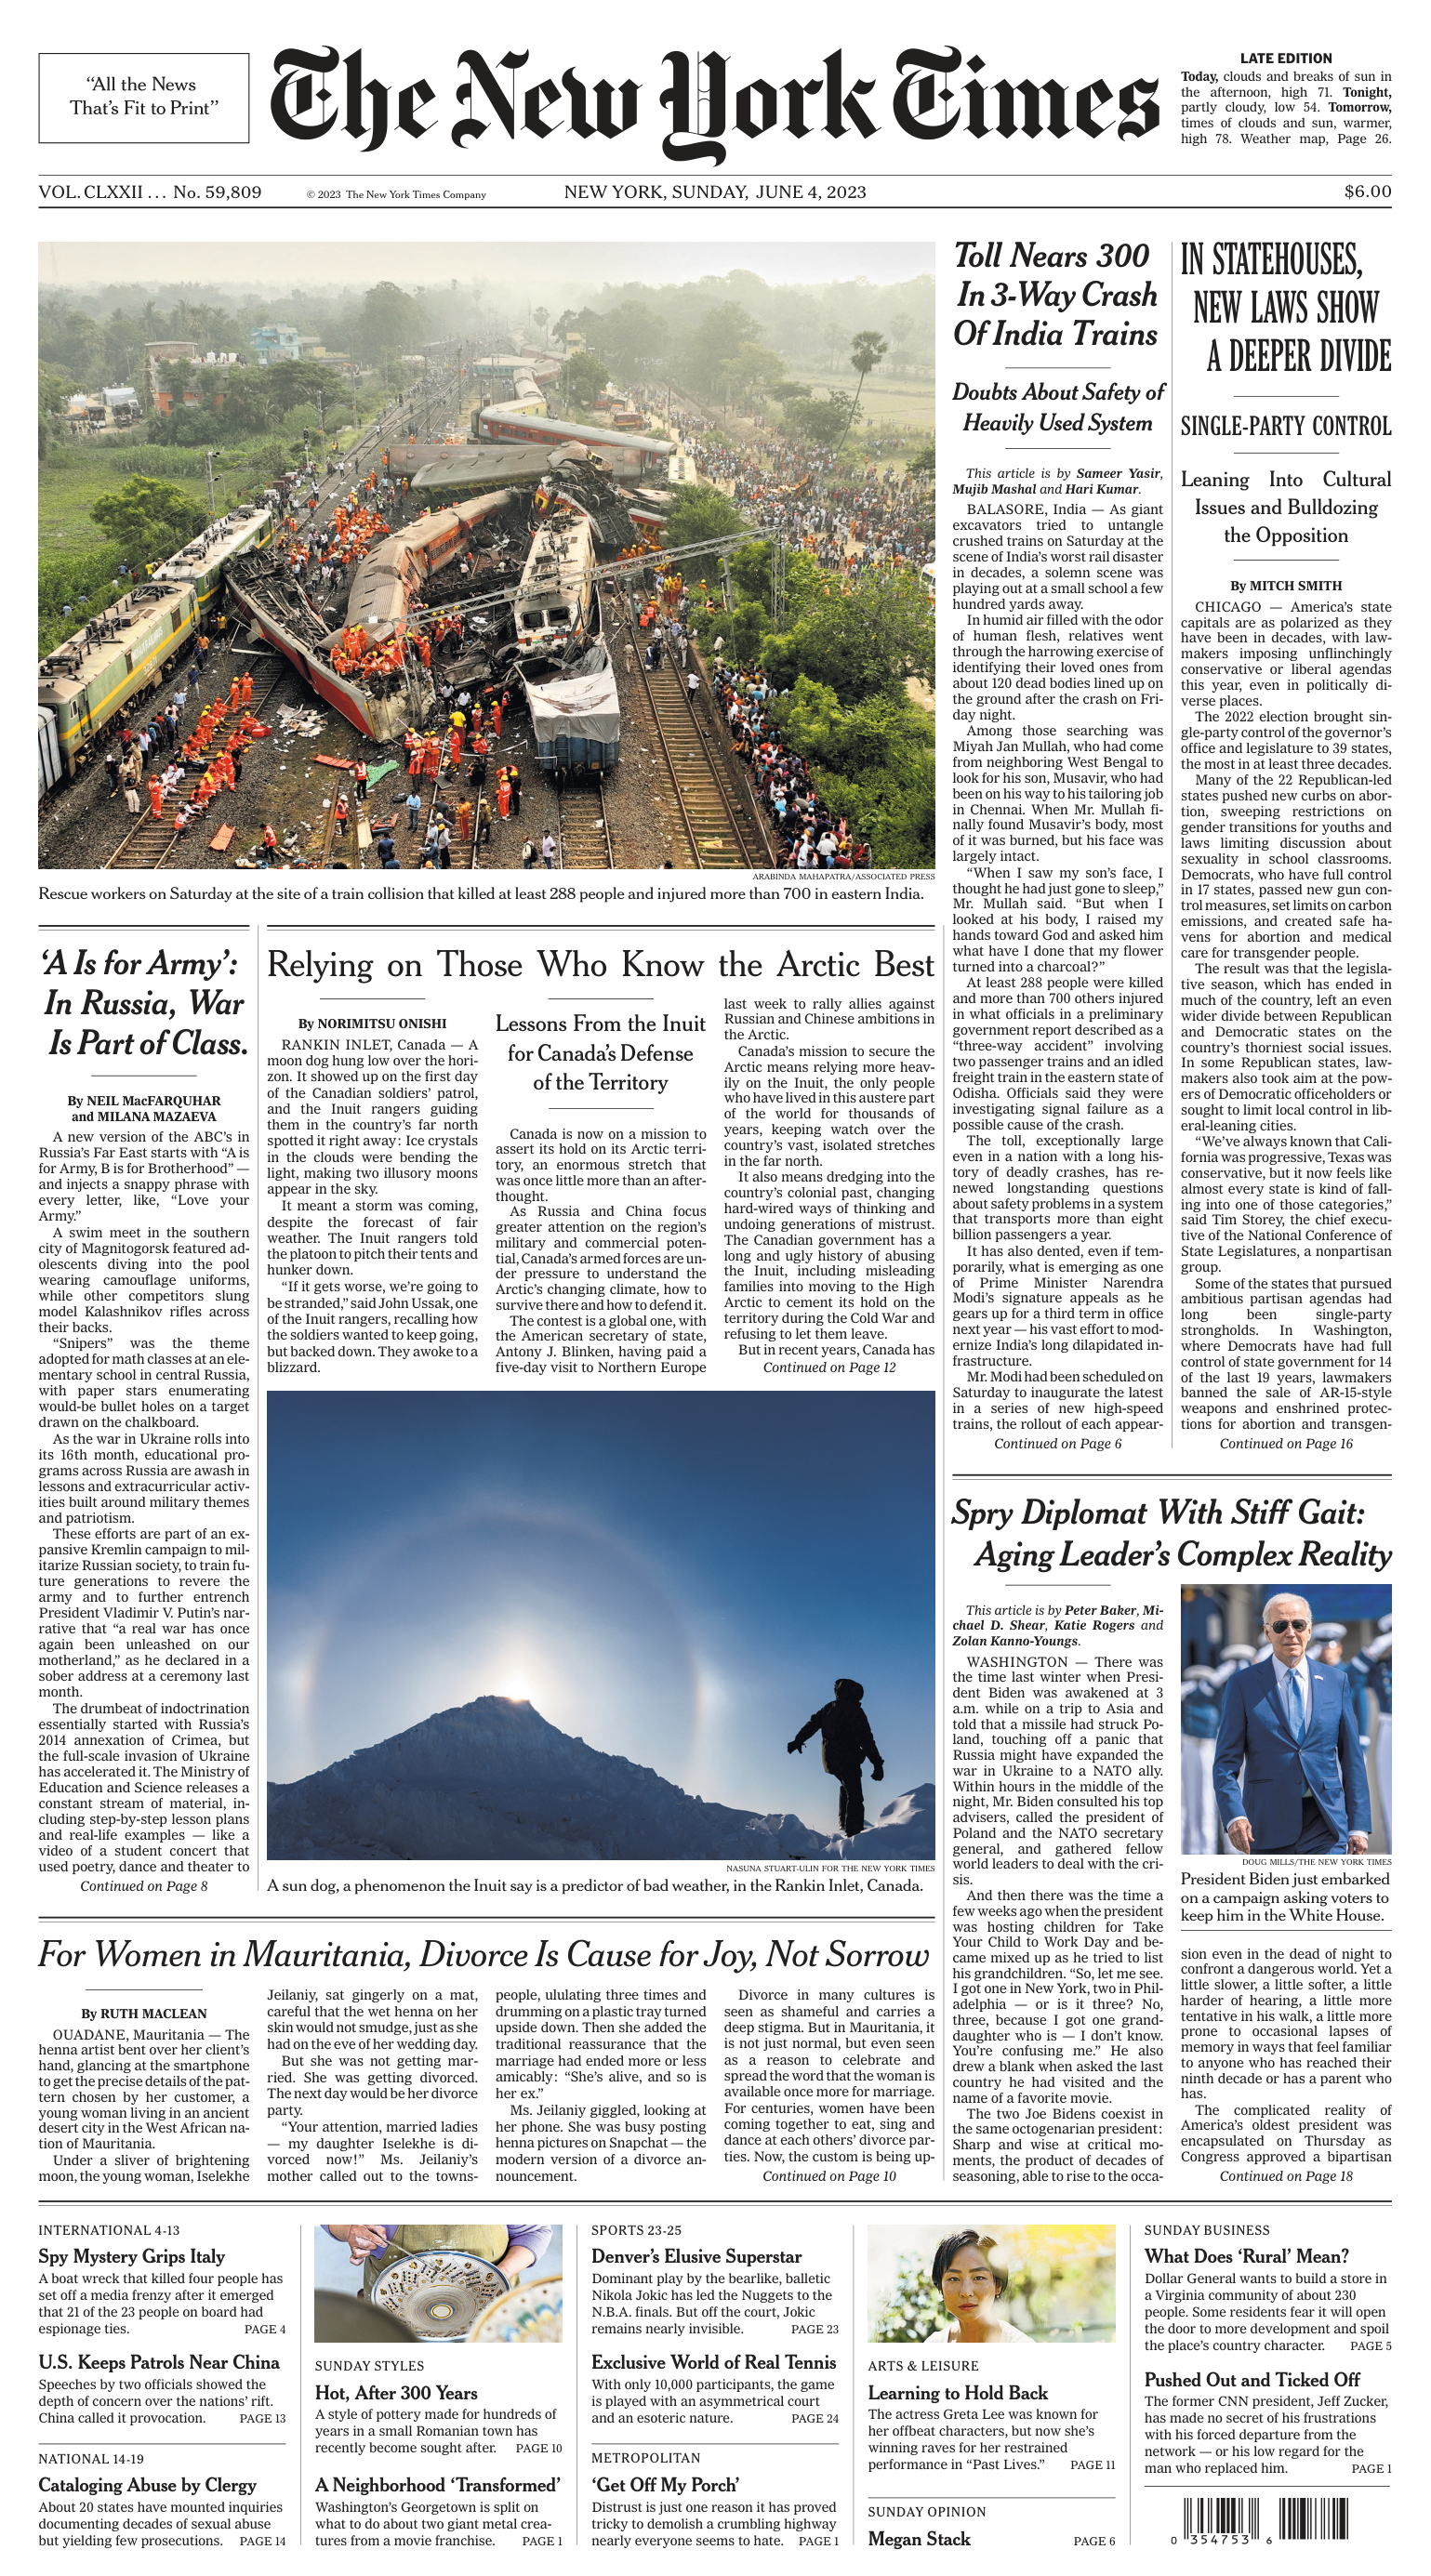 “All the News
That’s Fit to Print”
The New York Times
LATE EDITION
Today, clouds and breaks of sun in
the afternoon, high 71. Tonight,
partly cloudy, low 54. Tomorrow,
times of clouds and sun, warmer,
high 78. Weather map, Page 26.
VOL. CLXXII . . . No. 59,809
© 2023 The New York Times Company
NEW YORK, SUNDAY, JUNE 4, 2023
$6.00
ARABINDA MAHAPATRA/ASSOCIATED PRESS
Rescue workers on Saturday at the site of a train collision that killed at least 288 people and injured more than 700 in eastern India.
Toll Nears 300
In 3-Way Crash
Of India Trains
Doubts About Safety of
Heavily Used System
This article is by Sameer Yasir,
Mujib Mashal and Hari Kumar.
BALASORE, India — As giant
excavators tried to untangle
crushed trains on Saturday at the
scene of India’s worst rail disaster
in decades, a solemn scene was
playing out at a small school a few
hundred yards away.
In humid air filled with the odor
of human flesh, relatives went
through the harrowing exercise of
identifying their loved ones from
about 120 dead bodies lined up on
the ground after the crash on Fri-
day night.
Among those searching was
Miyah Jan Mullah, who had come
from neighboring West Bengal to
look for his son, Musavir, who had
been on his way to his tailoring job
in Chennai. When Mr. Mullah fi-
nally found Musavir’s body, most
of it was burned, but his face was
largely intact.
“When I saw my son’s face, I
thought he had just gone to sleep,”
Mr. Mullah said. “But when I
looked at his body, I raised my
hands toward God and asked him
what have I done that my flower
turned into a charcoal?”
At least 288 people were killed
and more than 700 others injured
in what officials in a preliminary
government report described as a
“three-way accident” involving
two passenger trains and an idled
freight train in the eastern state of
Odisha. Officials said they were
investigating signal failure as a
possible cause of the crash.
The toll, exceptionally large
even in a nation with a long his-
tory of deadly crashes, has re-
newed longstanding questions
about safety problems in a system
that transports more than eight
billion passengers a year.
It has also dented, even if tem-
porarily, what is emerging as one
of Prime Minister Narendra
Modi’s signature appeals as he
gears up for a third term in office
next year — his vast effort to mod-
ernize India’s long dilapidated in-
frastructure.
Mr. Modi had been scheduled on
Saturday to inaugurate the latest
in a series of new high-speed
trains, the rollout of each appear-
Continued on Page 6
IN STATEHOUSES,
NEW LAWS SHOW
A DEEPER DIVIDE
SINGLE-PARTY CONTROL
Leaning Into Cultural
Issues and Bulldozing
the Opposition
By MITCH SMITH
CHICAGO — America’s state
capitals are as polarized as they
have been in decades, with law-
makers imposing unflinchingly
conservative or liberal agendas
this year, even in politically di-
verse places.
The 2022 election brought sin-
gle-party control of the governor’s
office and legislature to 39 states,
the most in at least three decades.
Many of the 22 Republican-led
states pushed new curbs on abor-
tion, sweeping restrictions on
gender transitions for youths and
laws limiting discussion about
sexuality in school classrooms.
Democrats, who have full control
in 17 states, passed new gun con-
trol measures, set limits on carbon
emissions, and created safe ha-
vens for abortion and medical
care for transgender people.
The result was that the legisla-
tive season, which has ended in
much of the country, left an even
wider divide between Republican
and Democratic states on the
country’s thorniest social issues.
In some Republican states, law-
makers also took aim at the pow-
ers of Democratic officeholders or
sought to limit local control in lib-
eral-leaning cities.
“We’ve always known that Cali-
fornia was progressive, Texas was
conservative, but it now feels like
almost every state is kind of fall-
ing into one of those categories,”
said Tim Storey, the chief execu-
tive of the National Conference of
State Legislatures, a nonpartisan
group.
Some of the states that pursued
ambitious partisan agendas had
long been single-party
strongholds. In Washington,
where Democrats have had full
control of state government for 14
of the last 19 years, lawmakers
banned the sale of AR-15-style
weapons and enshrined protec-
tions for abortion and transgen-
Continued on Page 16
‘A Is for Army’:
In Russia, War
Is Part of Class.
By NEIL MacFARQUHAR
and MILANA MAZAEVA
A new version of the ABC’s in
Russia’s Far East starts with “A is
for Army, B is for Brotherhood” —
and injects a snappy phrase with
every letter, like, “Love your
Army.”
A swim meet in the southern
city of Magnitogorsk featured ad-
olescents diving into the pool
wearing camouflage uniforms,
while other competitors slung
model Kalashnikov rifles across
their backs.
“Snipers” was the theme
adopted for math classes at an ele-
mentary school in central Russia,
with paper stars enumerating
would-be bullet holes on a target
drawn on the chalkboard.
As the war in Ukraine rolls into
its 16th month, educational pro-
grams across Russia are awash in
lessons and extracurricular activ-
ities built around military themes
and patriotism.
These efforts are part of an ex-
pansive Kremlin campaign to mil-
itarize Russian society, to train fu-
ture generations to revere the
army and to further entrench
President Vladimir V. Putin’s nar-
rative that “a real war has once
again been unleashed on our
motherland,” as he declared in a
sober address at a ceremony last
month.
The drumbeat of indoctrination
essentially started with Russia’s
2014 annexation of Crimea, but
the full-scale invasion of Ukraine
has accelerated it. The Ministry of
Education and Science releases a
constant stream of material, in-
cluding step-by-step lesson plans
and real-life examples — like a
video of a student concert that
used poetry, dance and theater to
Continued on Page 8
Relying on Those Who Know the Arctic Best
By NORIMITSU ONISHI
RANKIN INLET, Canada — A
moon dog hung low over the hori-
zon. It showed up on the first day
of the Canadian soldiers’ patrol,
and the Inuit rangers guiding
them in the country’s far north
spotted it right away: Ice crystals
in the clouds were bending the
light, making two illusory moons
appear in the sky.
It meant a storm was coming,
despite the forecast of fair
weather. The Inuit rangers told
the platoon to pitch their tents and
hunker down.
“If it gets worse, we’re going to
be stranded,” said John Ussak, one
of the Inuit rangers, recalling how
the soldiers wanted to keep going,
but backed down. They awoke to a
blizzard.
Lessons From the Inuit
for Canada’s Defense
of the Territory
Canada is now on a mission to
assert its hold on its Arctic terri-
tory, an enormous stretch that
was once little more than an after-
thought.
As Russia and China focus
greater attention on the region’s
military and commercial poten-
tial, Canada’s armed forces are un-
der pressure to understand the
Arctic’s changing climate, how to
survive there and how to defend it.
The contest is a global one, with
the American secretary of state,
Antony J. Blinken, having paid a
five-day visit to Northern Europe
last week to rally allies against
Russian and Chinese ambitions in
the Arctic.
Canada’s mission to secure the
Arctic means relying more heav-
ily on the Inuit, the only people
who have lived in this austere part
of the world for thousands of
years, keeping watch over the
country’s vast, isolated stretches
in the far north.
It also means dredging into the
country’s colonial past, changing
hard-wired ways of thinking and
undoing generations of mistrust.
The Canadian government has a
long and ugly history of abusing
the Inuit, including misleading
families into moving to the High
Arctic to cement its hold on the
territory during the Cold War and
refusing to let them leave.
But in recent years, Canada has
Continued on Page 12
NASUNA STUART-ULIN FOR THE NEW YORK TIMES
A sun dog, a phenomenon the Inuit say is a predictor of bad weather, in the Rankin Inlet, Canada.
Spry Diplomat With Stiff Gait:
Aging Leader’s Complex Reality
This article is by Peter Baker, Mi-
chael D. Shear, Katie Rogers and
Zolan Kanno-Youngs.
WASHINGTON — There was
the time last winter when Presi-
dent Biden was awakened at 3
a.m. while on a trip to Asia and
told that a missile had struck Po-
land, touching off a panic that
Russia might have expanded the
war in Ukraine to a NATO ally.
Within hours in the middle of the
night, Mr. Biden consulted his top
advisers, called the president of
Poland and the NATO secretary
general, and gathered fellow
world leaders to deal with the cri-
sis.
And then there was the time a
few weeks ago when the president
was hosting children for Take
Your Child to Work Day and be-
came mixed up as he tried to list
his grandchildren. “So, let me see.
I got one in New York, two in Phil-
adelphia — or is it three? No,
three, because I got one grand-
daughter who is — I don’t know.
You’re confusing me.” He also
drew a blank when asked the last
country he had visited and the
name of a favorite movie.
The two Joe Bidens coexist in
the same octogenarian president:
Sharp and wise at critical mo-
ments, the product of decades of
seasoning, able to rise to the occa-
DOUG MILLS/THE NEW YORK TIMES
President Biden just embarked
on a campaign asking voters to
keep him in the White House.
sion even in the dead of night to
confront a dangerous world. Yet a
little slower, a little softer, a little
harder of hearing, a little more
tentative in his walk, a little more
prone to occasional lapses of
memory in ways that feel familiar
to anyone who has reached their
ninth decade or has a parent who
has.
The complicated reality of
America’s oldest president was
encapsulated on Thursday as
Congress approved a bipartisan
Continued on Page 18
For Women in Mauritania, Divorce Is Cause for Joy, Not Sorrow
By RUTH MACLEAN
OUADANE, Mauritania — The
henna artist bent over her client’s
hand, glancing at the smartphone
to get the precise details of the pat-
tern chosen by her customer, a
young woman living in an ancient
desert city in the West African na-
tion of Mauritania.
Under a sliver of brightening
moon, the young woman, Iselekhe
Jeilaniy, sat gingerly on a mat,
careful that the wet henna on her
skin would not smudge, just as she
had on the eve of her wedding day.
But she was not getting mar-
ried. She was getting divorced.
The next day would be her divorce
party.
“Your attention, married ladies
— my daughter Iselekhe is di-
vorced now!” Ms. Jeilaniy’s
mother called out to the towns-
people, ululating three times and
drumming on a plastic tray turned
upside down. Then she added the
traditional reassurance that the
marriage had ended more or less
amicably: “She’s alive, and so is
her ex.”
Ms. Jeilaniy giggled, looking at
her phone. She was busy posting
henna pictures on Snapchat — the
modern version of a divorce an-
nouncement.
Divorce in many cultures is
seen as shameful and carries a
deep stigma. But in Mauritania, it
is not just normal, but even seen
as a reason to celebrate and
spread the word that the woman is
available once more for marriage.
For centuries, women have been
coming together to eat, sing and
dance at each others’ divorce par-
ties. Now, the custom is being up-
Continued on Page 10
INTERNATIONAL 4-13
Spy Mystery Grips Italy
A boat wreck that killed four people has
set off a media frenzy after it emerged
that 21 of the 23 people on board had
espionage ties. PAGE 4
U.S. Keeps Patrols Near China
Speeches by two officials showed the
depth of concern over the nations’ rift.
China called it provocation. PAGE 13
NATIONAL 14-19
Cataloging Abuse by Clergy
About 20 states have mounted inquiries
documenting decades of sexual abuse
but yielding few prosecutions. PAGE 14
SUNDAY STYLES
Hot, After 300 Years
A style of pottery made for hundreds of
years in a small Romanian town has
recently become sought after. PAGE 10
A Neighborhood ‘Transformed’
Washington’s Georgetown is split on
what to do about two giant metal crea-
tures from a movie franchise. PAGE 1
SPORTS 23-25
Denver’s Elusive Superstar
Dominant play by the bearlike, balletic
Nikola Jokic has led the Nuggets to the
N.B.A. finals. But off the court, Jokic
remains nearly invisible. PAGE 23
Exclusive World of Real Tennis
With only 10,000 participants, the game
is played with an asymmetrical court
and an esoteric nature. PAGE 24
METROPOLITAN
‘Get Off My Porch’
Distrust is just one reason it has proved
tricky to demolish a crumbling highway
nearly everyone seems to hate. PAGE 1
ARTS & LEISURE
Learning to Hold Back
The actress Greta Lee was known for
her offbeat characters, but now she’s
winning raves for her restrained
performance in “Past Lives.” PAGE 11
SUNDAY OPINION
Megan Stack PAGE 6
SUNDAY BUSINESS
What Does ‘Rural’ Mean?
Dollar General wants to build a store in
a Virginia community of about 230
people. Some residents fear it will open
the door to more development and spoil
the place’s country character. PAGE 5
Pushed Out and Ticked Off
The former CNN president, Jeff Zucker,
has made no secret of his frustrations
with his forced departure from the
network — or his low regard for the
man who replaced him. PAGE 1
0 354753 6